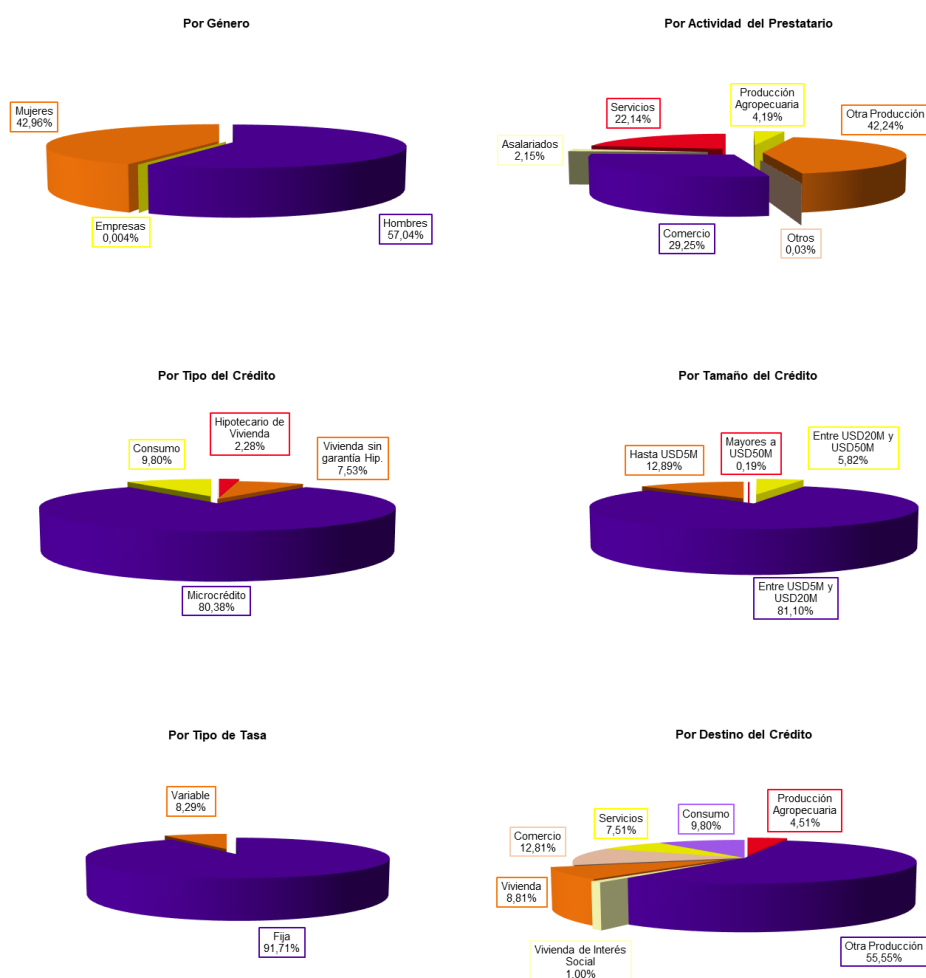 Por Género
Mujeres
42,96%
Empresas
0,004%
Hombres
57,04%
Por Actividad del Prestatario
Asalariados
2,15%
Servicios
22,14%
Producción
Agropecuaria
4,19%
Otra Producción
42,24%
Comercio
29,25%
Otros
0,03%
Por Tipo del Crédito
Consumo
9,80%
Hipotecario de
Vivienda
2,28%
Vivienda sin
garantía Hip.
7,53%
Microcrédito
80,38%
Por Tamaño del Crédito
Hasta USD5M
12,89%
Mayores a
USD50M
0,19%
Entre USD20M y
USD50M
5,82%
Entre USD5M y
USD20M
81,10%
Por Tipo de Tasa
Variable
8,29%
Fija
91,71%
Por Destino del Crédito
Vivienda
8,81%
Comercio
12,81%
Servicios
7,51%
Consumo
9,80%
Producción
Agropecuaria
4,51%
Vivienda de Interés
Social
1,00%
Otra Producción
55,55%